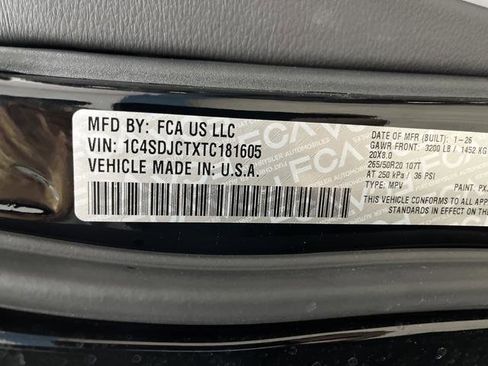 MFD BY: FCA US LLC
VIN: 1C4SDJCTXTC181605
VEHICLE MADE IN: U.S.A.
DATE OF MFR (BUILT): 1-26
GAWR FRONT: 3200 LB / 1452 KG
20X8.0
265/50R20 107T
AT 250 kPa / 36 PSI
TYPE: MPV PAINT: PX
THIS VEHICLE CONFORMS TO ALL APP
STANDARDS IN EFFECT ON THE